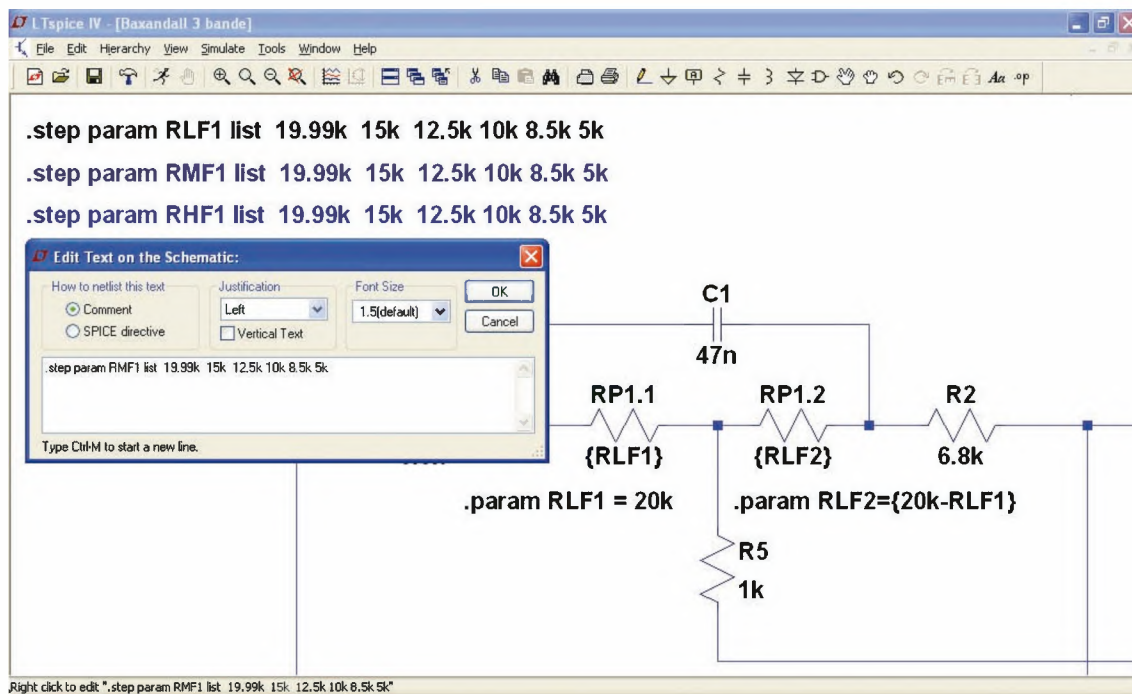 LTspice IV - [Baxandall 3 bande]
File Edit Hierarchy View Simulate Tools Window Help
.step param RLF1 list 19.99k 15k 12.5k 10k 8.5k 5k
.step param RMF1 list 19.99k 15k 12.5k 10k 8.5k 5k
.step param RHF1 list 19.99k 15k 12.5k 10k 8.5k 5k
Edit Text on the Schematic:
How to netlist this text
Comment
SPICE directive
Justification
Left
Vertical Text
Font Size
1.5(default)
OK
Cancel
.step param RMF1 list 19.99k 15k 12.5k 10k 8.5k 5k
Type Ctrl-M to start a new line.
C1
47n
RP1.1
{RLF1}
RP1.2
{RLF2}
R2
6.8k
.param RLF1 = 20k
.param RLF2={20k-RLF1}
R5
1k
Right click to edit ".step param RMF1 list 19.99k 15k 12.5k 10k 8.5k 5k"